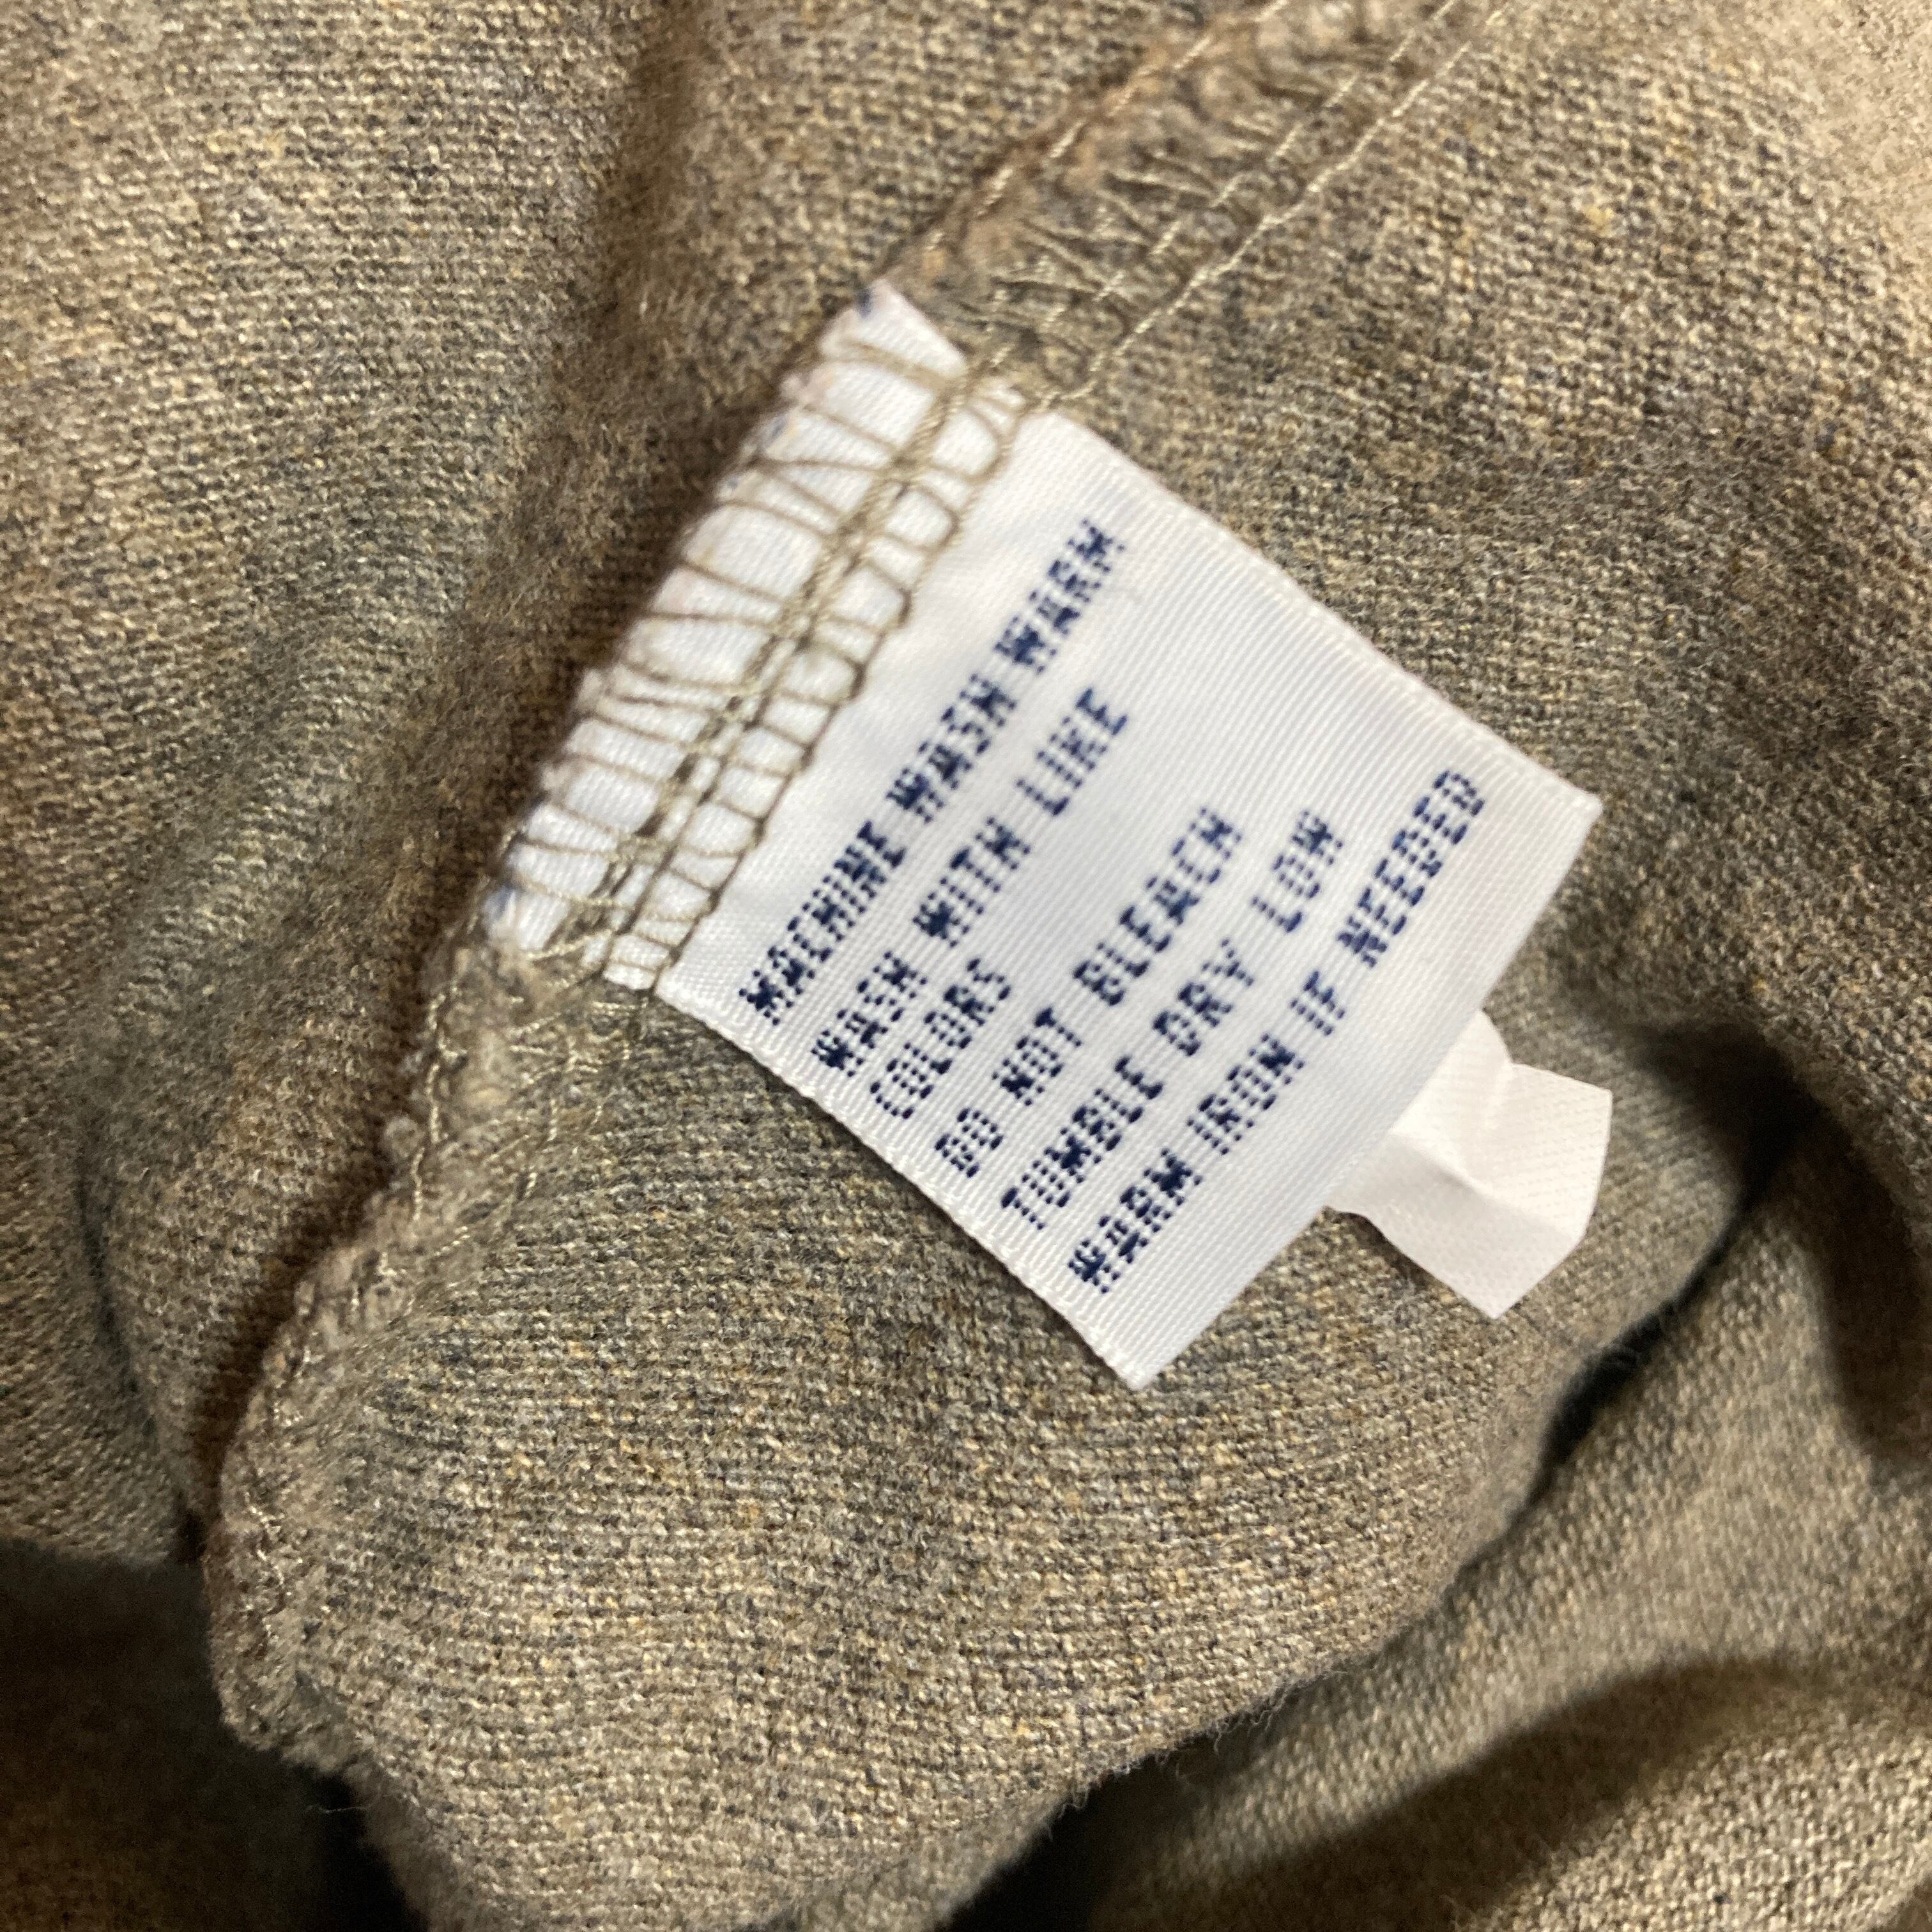 MACHINE WASH WARM
WASH WITH LIKE
COLORS
DO NOT BLEACH
TUMBLE DRY LOW
WARM IRON IF NEEDED